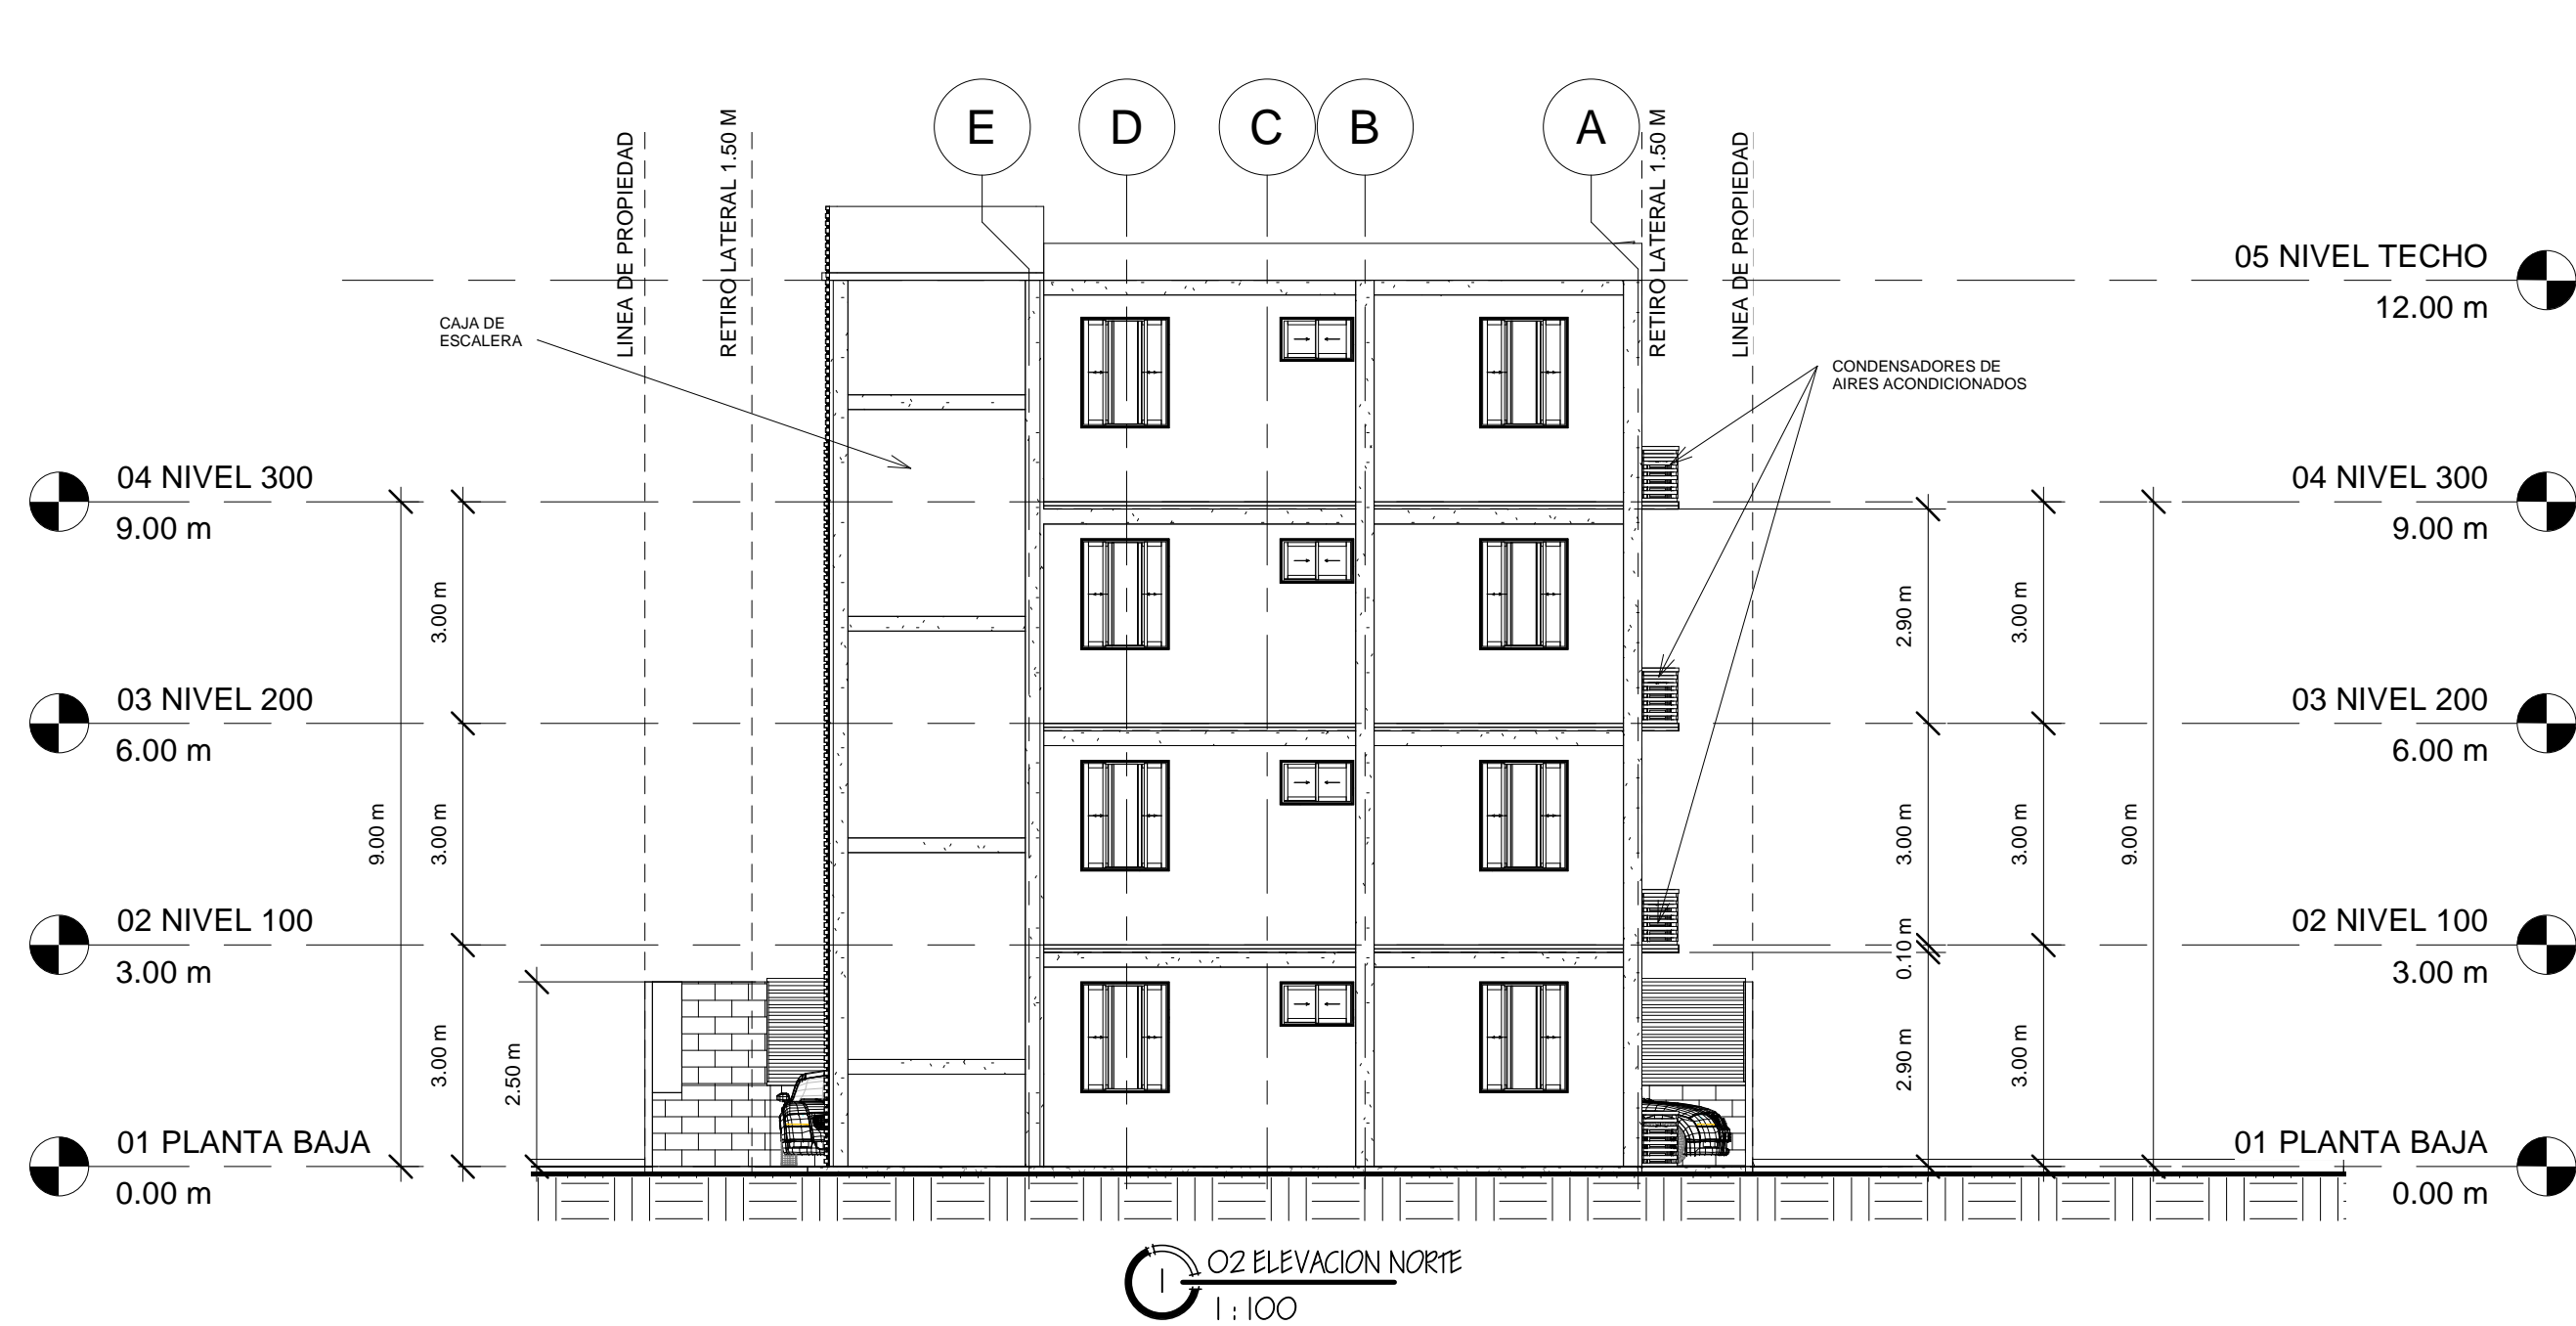 E
D
C
B
A
LINEA DE PROPIEDAD
RETIRO LATERAL 1.50 M
RETIRO LATERAL 1.50 M
LINEA DE PROPIEDAD
05 NIVEL TECHO
12.00 m
CAJA DE
ESCALERA
CONDENSADORES DE
AIRES ACONDICIONADOS
04 NIVEL 300
9.00 m
04 NIVEL 300
9.00 m
3.00 m
2.90 m
3.00 m
03 NIVEL 200
6.00 m
03 NIVEL 200
6.00 m
9.00 m
3.00 m
3.00 m
3.00 m
9.00 m
02 NIVEL 100
3.00 m
0.10 m
02 NIVEL 100
3.00 m
3.00 m
2.50 m
2.90 m
3.00 m
01 PLANTA BAJA
0.00 m
01 PLANTA BAJA
0.00 m
1
02 ELEVACION NORTE
1 : 100